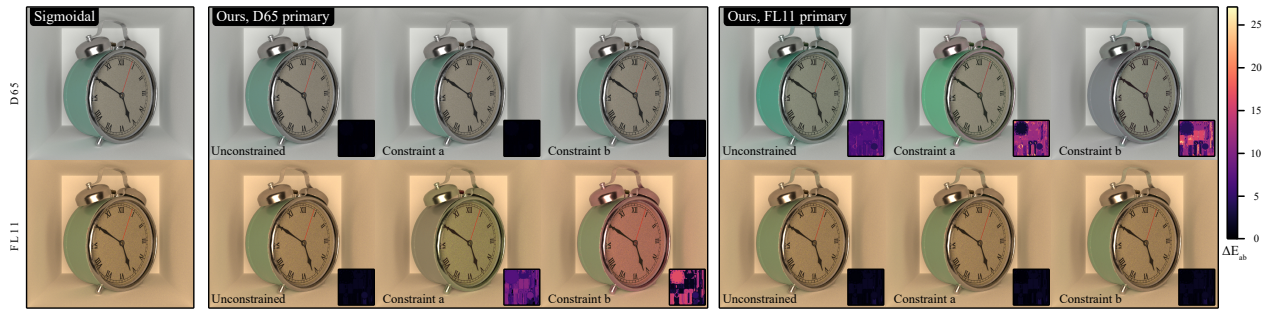 Sigmoidal
Ours, D65 primary
Ours, FL11 primary
D65
Unconstrained
Constraint a
Constraint b
Unconstrained
Constraint a
Constraint b
FL11
Unconstrained
Constraint a
Constraint b
Unconstrained
Constraint a
Constraint b
25
20
15
10
5
0
ΔE_ab